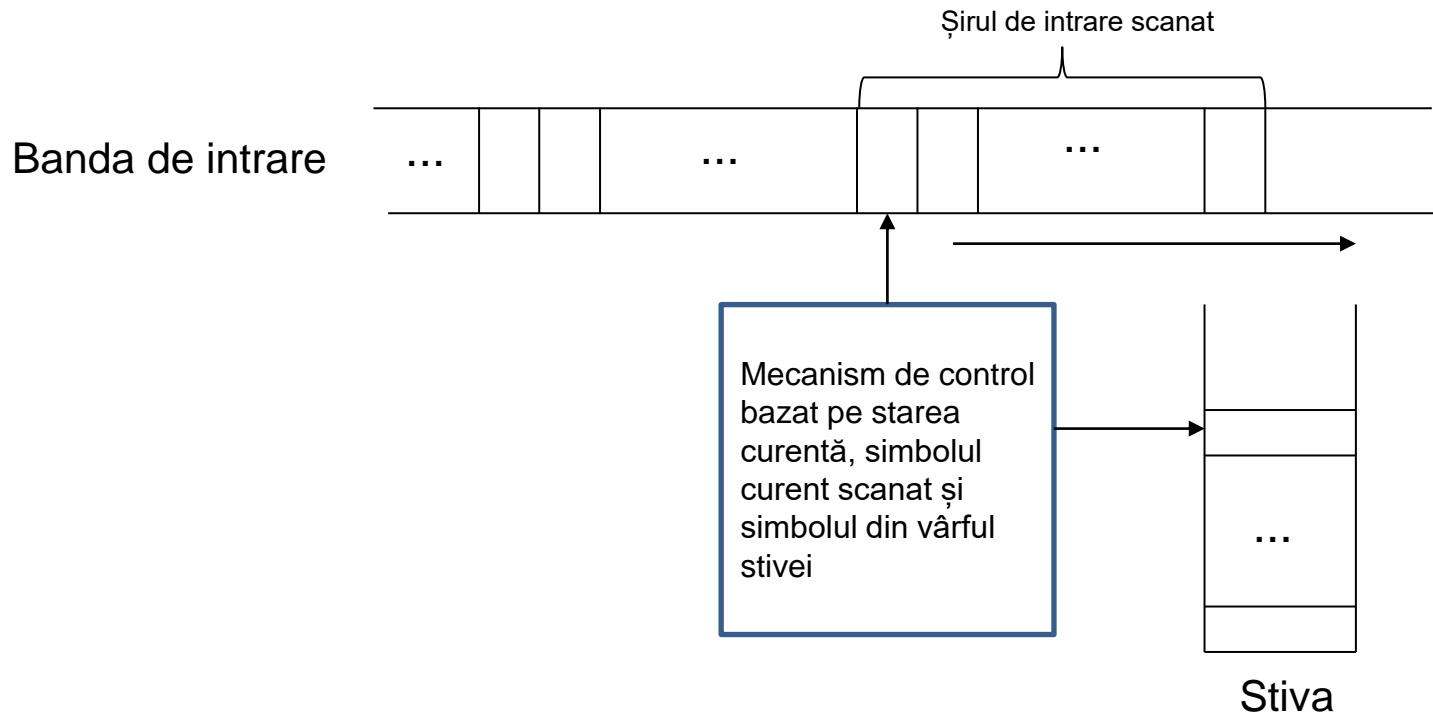 Șirul de intrare scanat
Banda de intrare
...
...
...
Mecanism de control
bazat pe starea
curentă, simbolul
curent scanat și
simbolul din vârful
stivei
...
Stiva